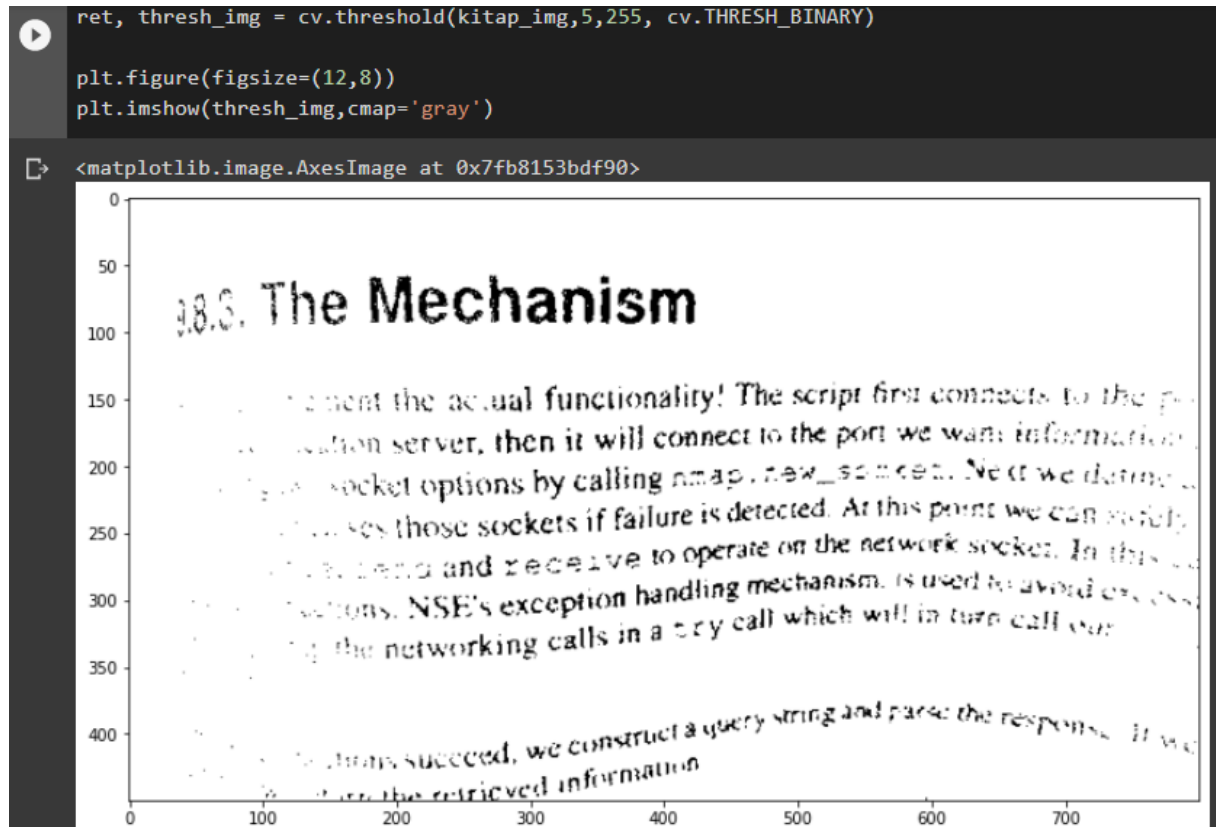 ret, thresh_img = cv.threshold(kitap_img,5,255, cv.THRESH_BINARY)
plt.figure(figsize=(12,8))
plt.imshow(thresh_img,cmap='gray')
<matplotlib.image.AxesImage at 0x7fb8153bdf90>
0
50
100
150
200
250
300
350
400
9.8.3. The Mechanism
the actual functionality! The script first connects to the
server, then it will connect to the port we want information
socket options by calling nmap.new_socket. Next we define
those sockets if failure is detected. At this point we can
and receive to operate on the network socket. In this
NSE's exception handling mechanism, is used to avoid
the networking calls in a try call which will in turn call our
succeed, we construct a query string and parse the response. It
the retrieved information
0 100 200 300 400 500 600 700